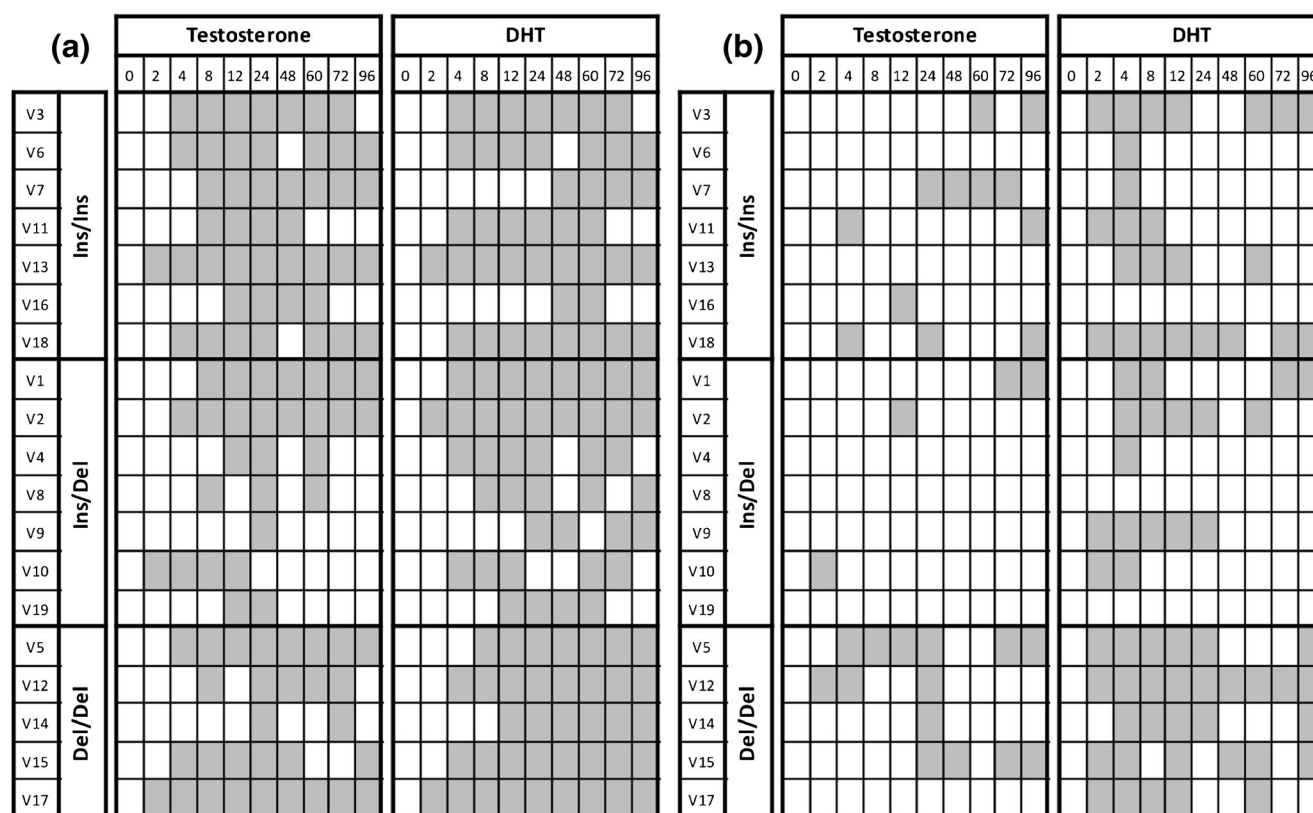 (a) Testosterone DHT (b) Testosterone DHT
0 2 4 8 12 24 48 60 72 96 0 2 4 8 12 24 48 60 72 96 0 2 4 8 12 24 48 60 72 96 0 2 4 8 12 24 48 60 72 96
Ins/Ins Ins/Ins
V3 V3
V6 V6
V7 V7
V11 V11
V13 V13
V16 V16
V18 V18
Ins/Del Ins/Del
V1 V1
V2 V2
V4 V4
V8 V8
V9 V9
V10 V10
V19 V19
Del/Del Del/Del
V5 V5
V12 V12
V14 V14
V15 V15
V17 V17